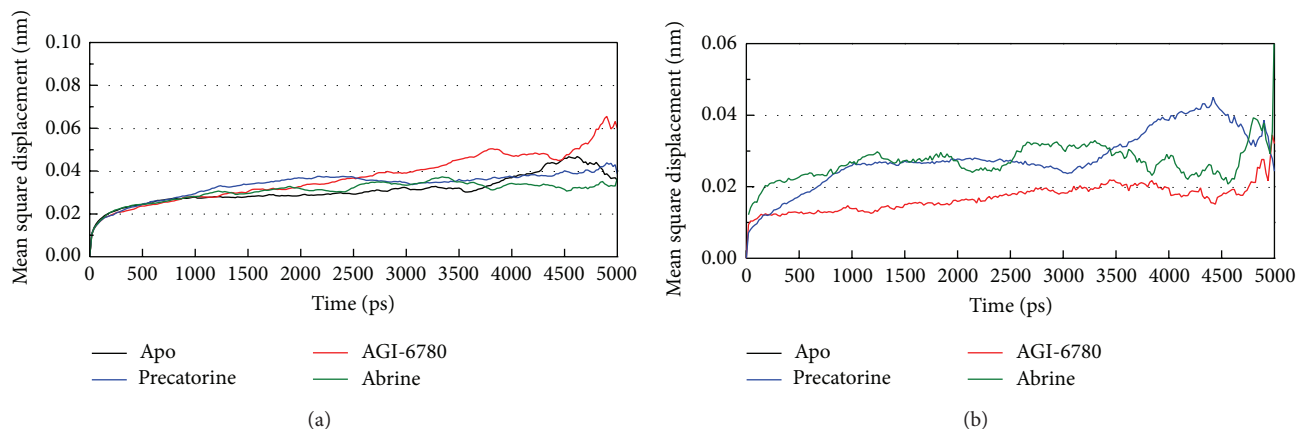 Mean square displacement (nm)
0.10
0.08
0.06
0.04
0.02
0.00
0 500 1000 1500 2000 2500 3000 3500 4000 4500 5000
Time (ps)
Apo
AGI-6780
Precatorine
Abrine
(a)
Mean square displacement (nm)
0.06
0.04
0.02
0.00
0 500 1000 1500 2000 2500 3000 3500 4000 4500 5000
Time (ps)
Apo
AGI-6780
Precatorine
Abrine
(b)